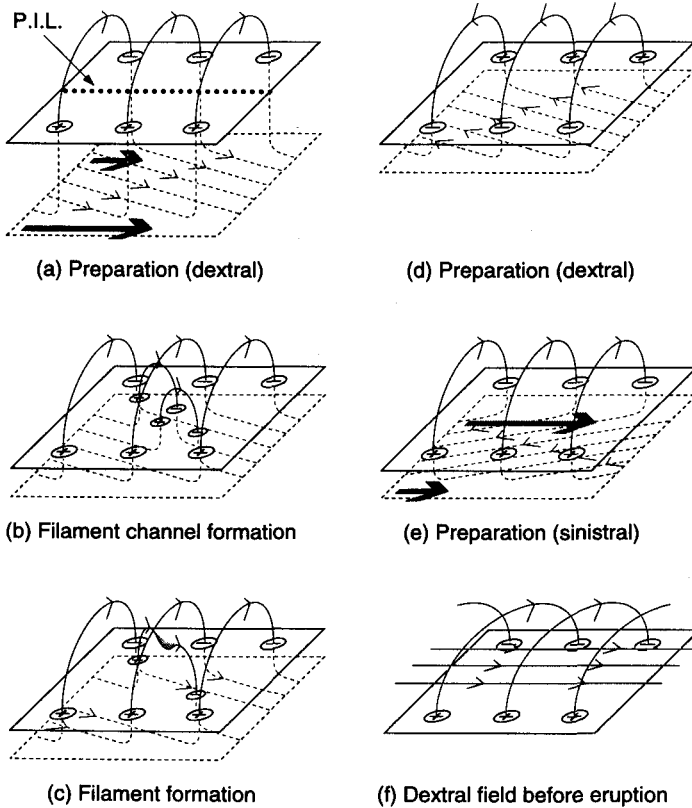 P.I.L.
(a) Preparation (dextral)
(d) Preparation (dextral)
(b) Filament channel formation
(e) Preparation (sinistral)
(c) Filament formation
(f) Dextral field before eruption